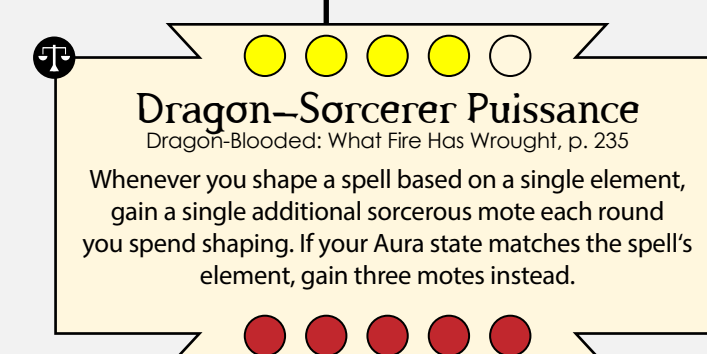 Dragon–Sorcerer Puissance
Dragon-Blooded: What Fire Has Wrought, p. 235
Whenever you shape a spell based on a single element,
gain a single additional sorcerous mote each round
you spend shaping. If your Aura state matches the spell‘s
element, gain three motes instead.